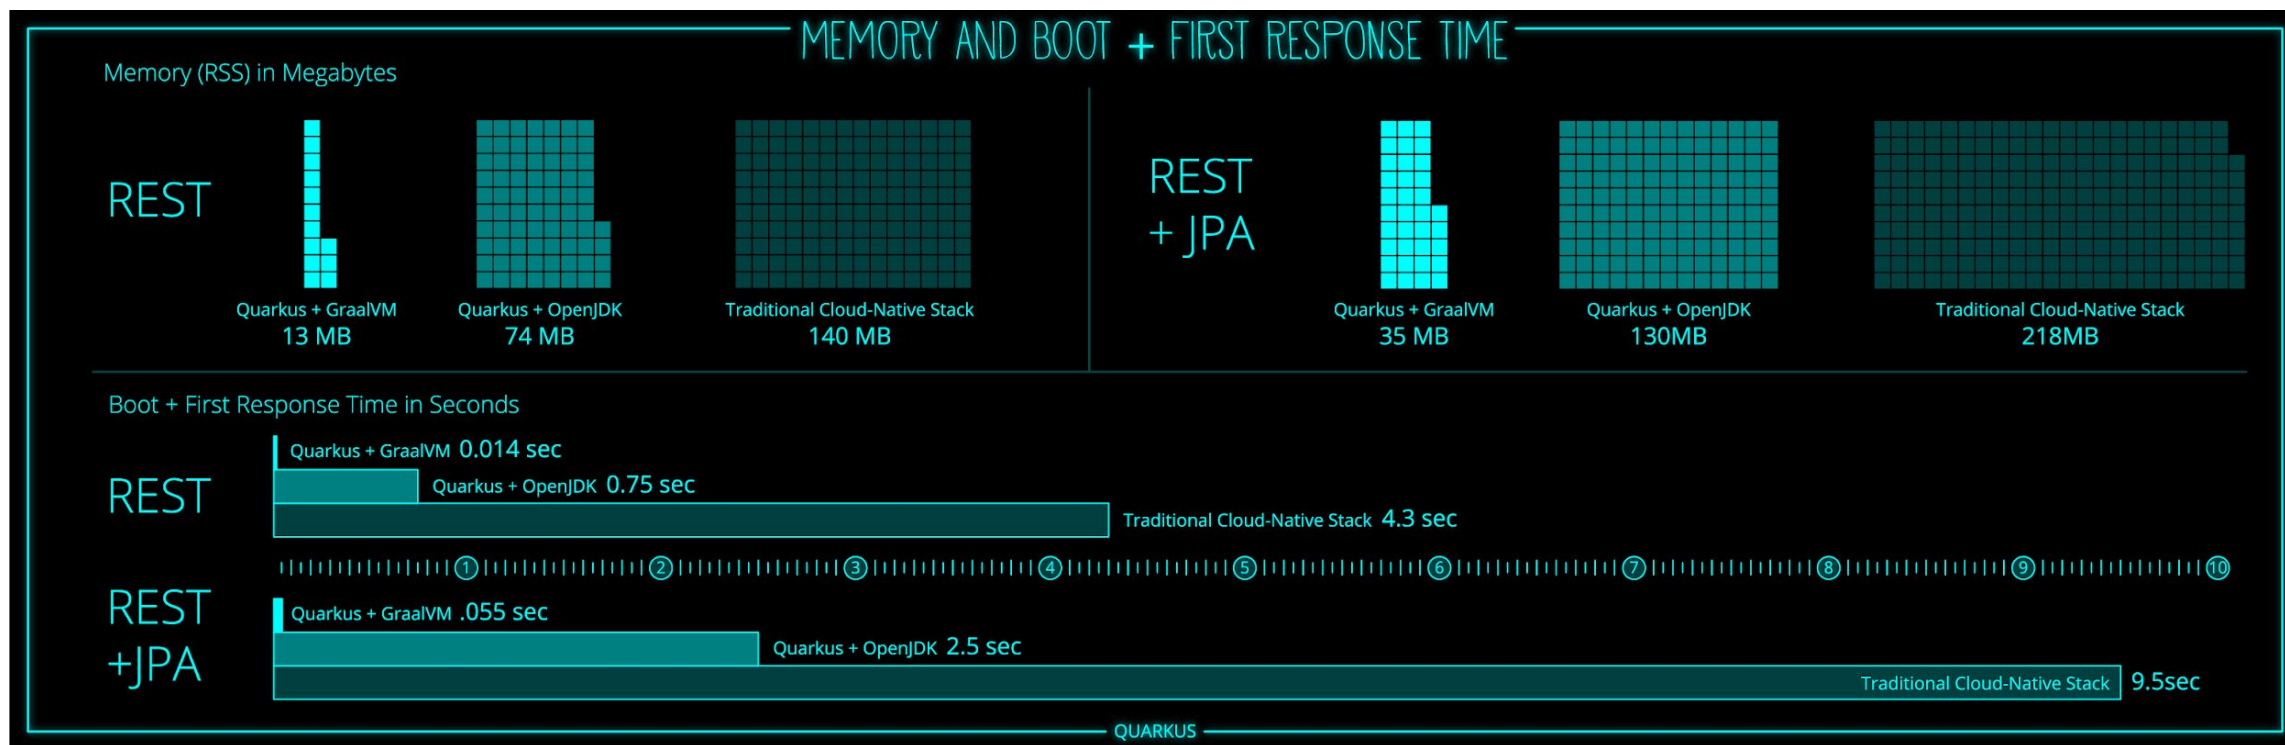 MEMORY AND BOOT + FIRST RESPONSE TIME
Memory (RSS) in Megabytes
REST
Quarkus + GraalVM
13 MB
Quarkus + OpenJDK
74 MB
Traditional Cloud-Native Stack
140 MB
REST
+ JPA
Quarkus + GraalVM
35 MB
Quarkus + OpenJDK
130MB
Traditional Cloud-Native Stack
218MB
Boot + First Response Time in Seconds
REST
Quarkus + GraalVM 0.014 sec
Quarkus + OpenJDK 0.75 sec
Traditional Cloud-Native Stack 4.3 sec
1 2 3 4 5 6 7 8 9 10
REST
+JPA
Quarkus + GraalVM .055 sec
Quarkus + OpenJDK 2.5 sec
Traditional Cloud-Native Stack 9.5sec
QUARKUS